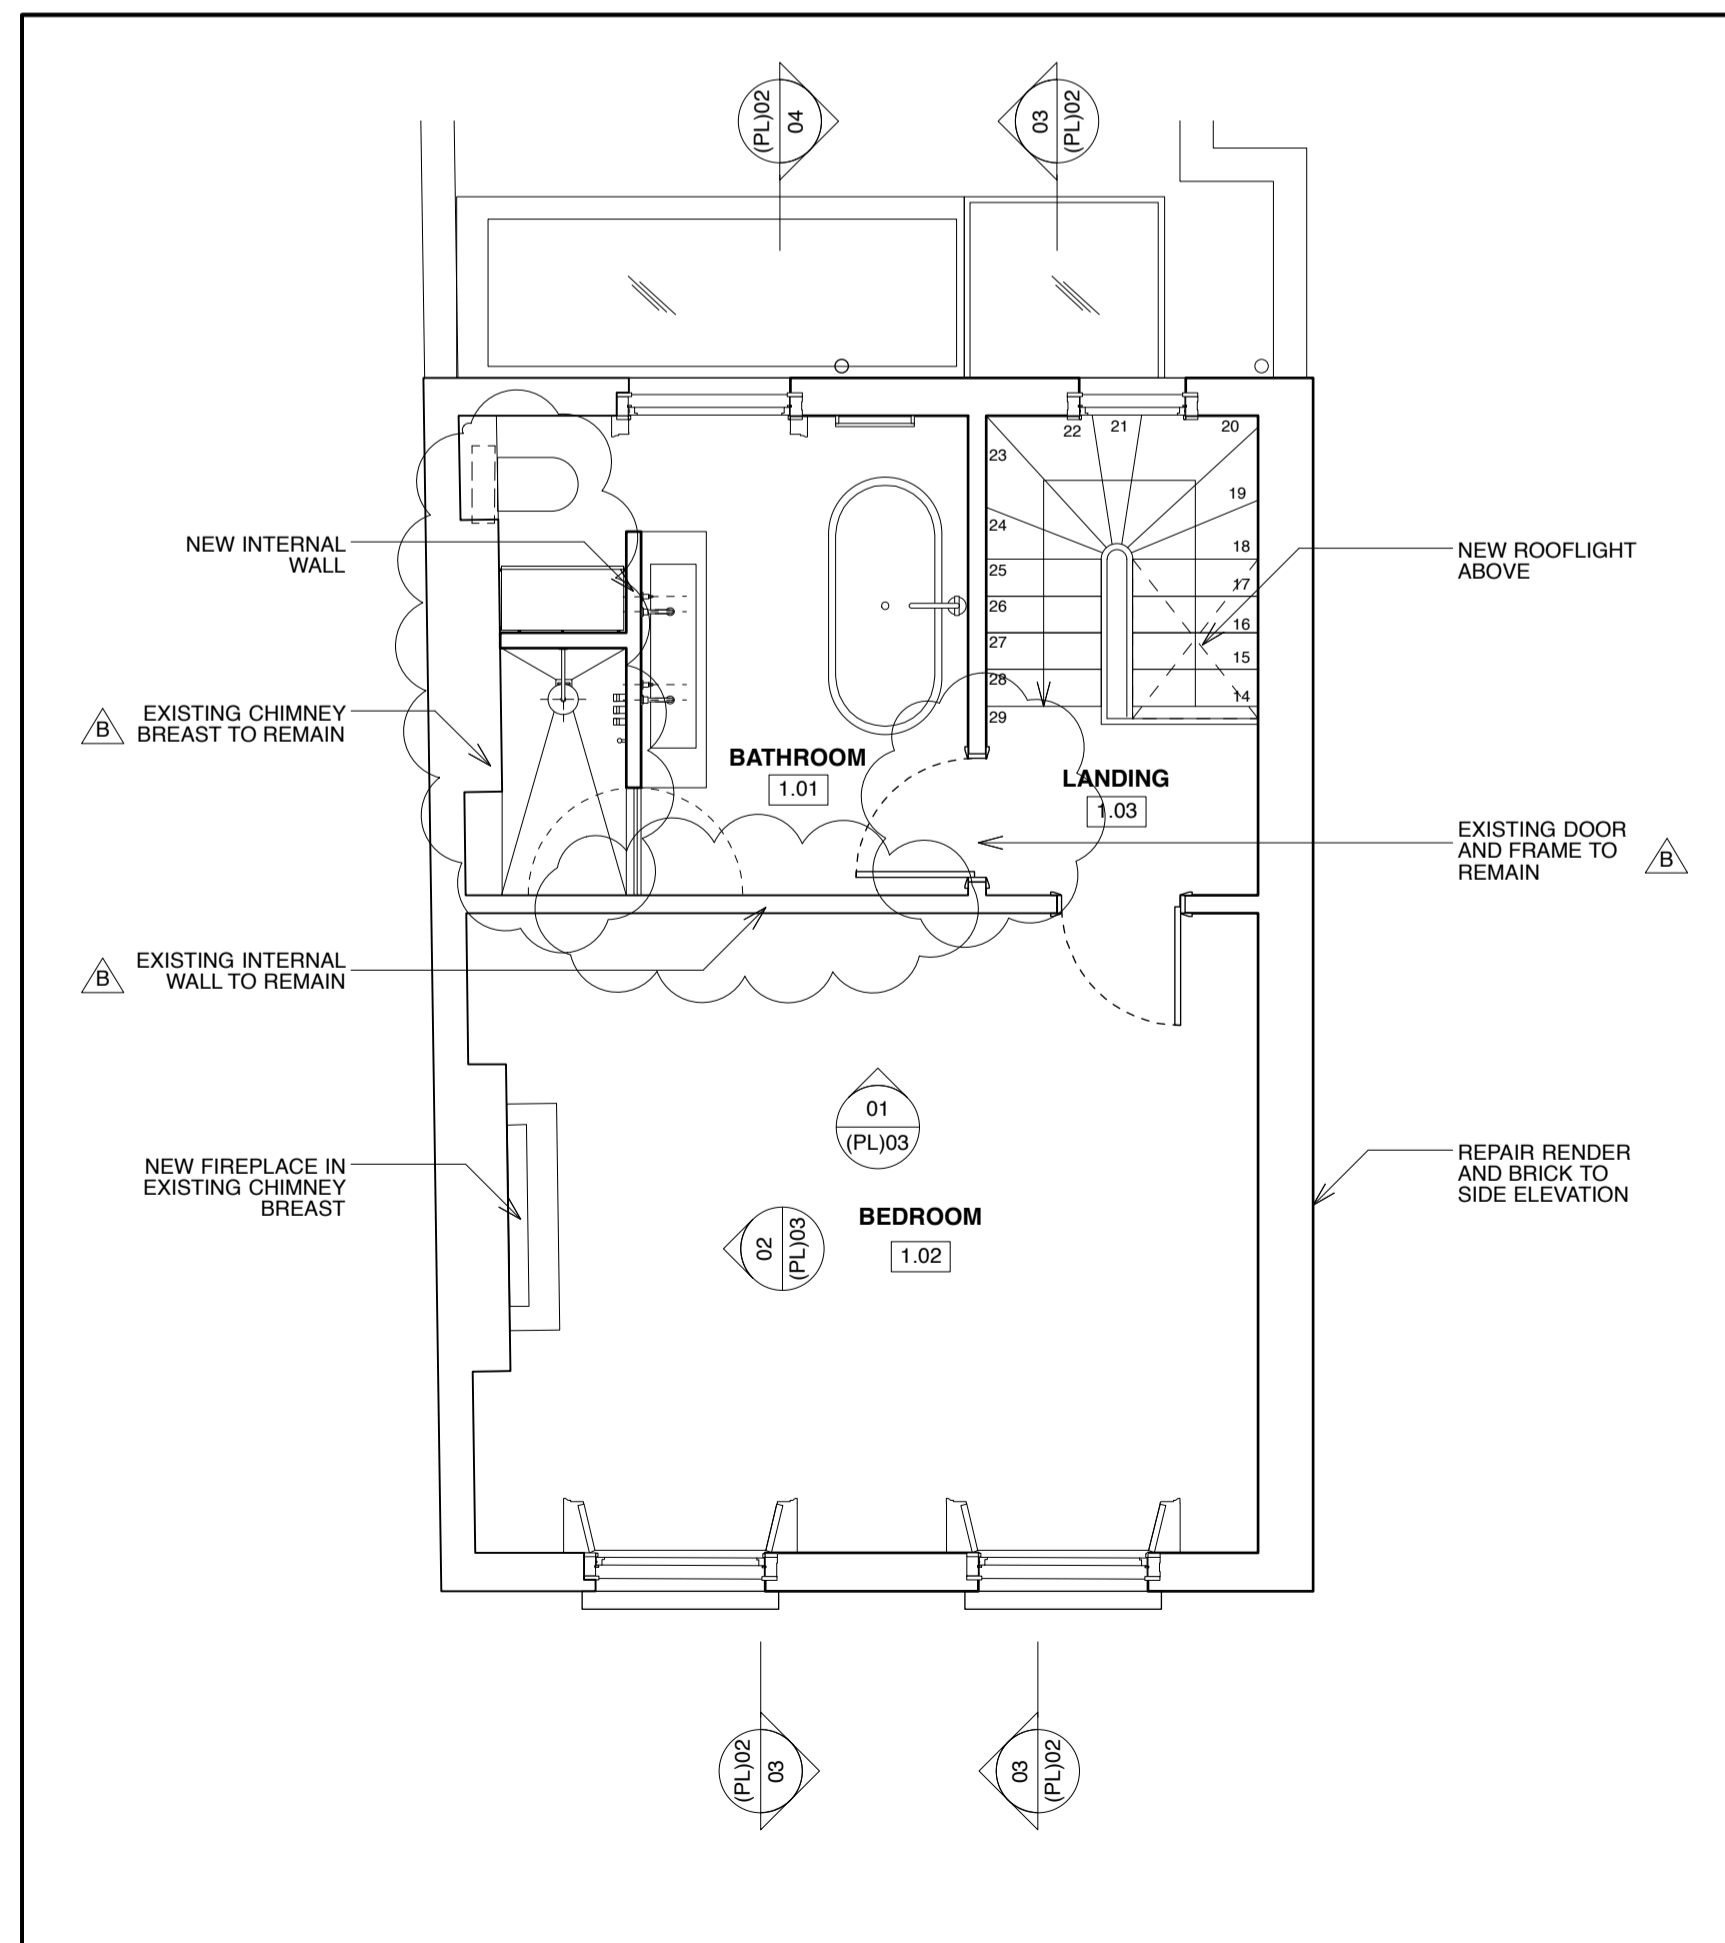 (PL)02
04
03
(PL)02
22
21
20
23
19
24
18
25
17
26
16
27
15
28
14
29
NEW INTERNAL
WALL
NEW ROOFLIGHT
ABOVE
B
EXISTING CHIMNEY
BREAST TO REMAIN
BATHROOM
1.01
LANDING
1.03
EXISTING DOOR
AND FRAME TO
REMAIN
B
B
EXISTING INTERNAL
WALL TO REMAIN
01
(PL)03
NEW FIREPLACE IN
EXISTING CHIMNEY
BREAST
REPAIR RENDER
AND BRICK TO
SIDE ELEVATION
02
(PL)03
BEDROOM
1.02
(PL)02
03
03
(PL)02